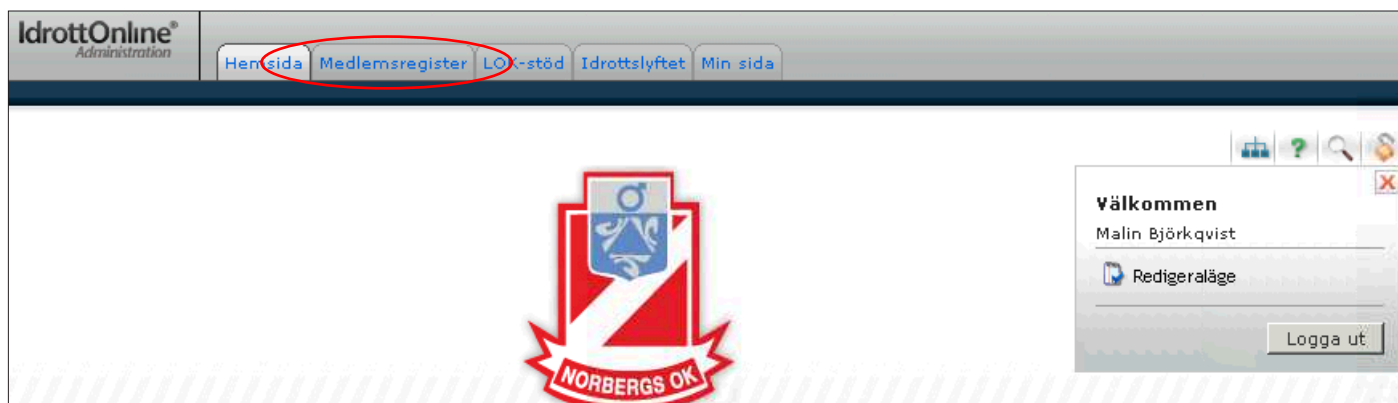 IdrottOnline®
Administration
Hemsida Medlemsregister LOK-stöd Idrottslyftet Min sida
?
Välkommen
Malin Björkqvist
Redigeraläge
Logga ut
NORBERGS OK